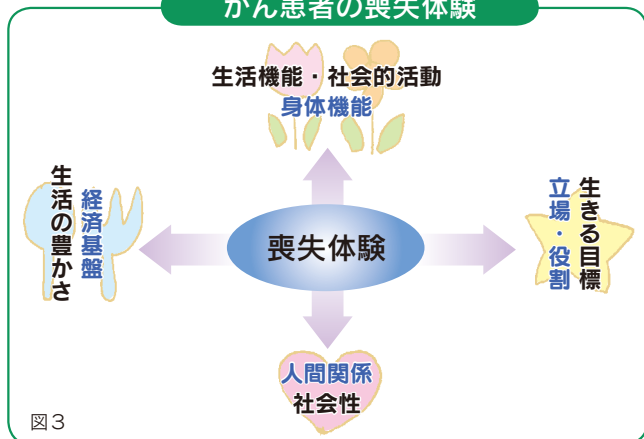 がん患者の喪失体験
生活機能・社会的活動
身体機能
生活の豊かさ
経済基盤
喪失体験
生きる目標
立場・役割
人間関係
社会性
図3